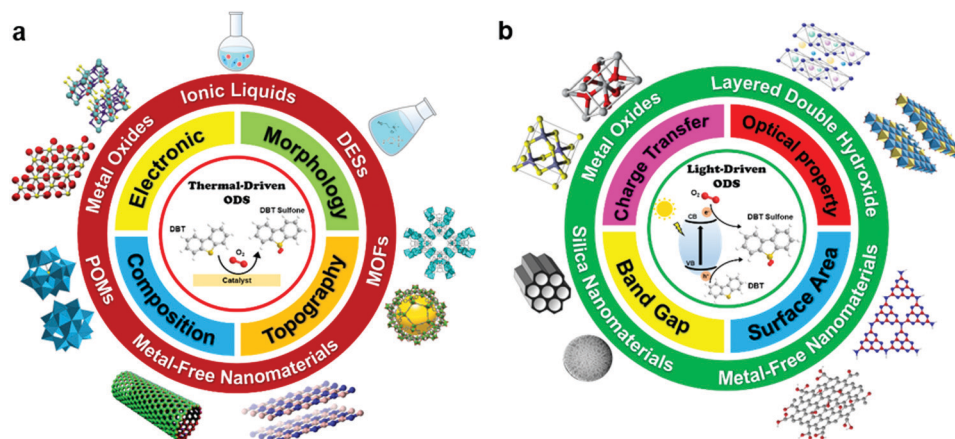 a
Ionic Liquids
DESs
MOFs
Metal-Free Nanomaterials
POMs
Metal Oxides
Electronic
Morphology
Topography
Composition
Thermal-Driven
ODS
DBT Sulfone
DBT
O₂
Catalyst
b
Metal Oxides
Layered Double Hydroxide
Metal-Free Nanomaterials
Silica Nanomaterials
Charge Transfer
Optical property
Surface Area
Band Gap
Light-Driven
ODS
O₂
CB
e⁻
DBT Sulfone
VB
h⁺
DBT